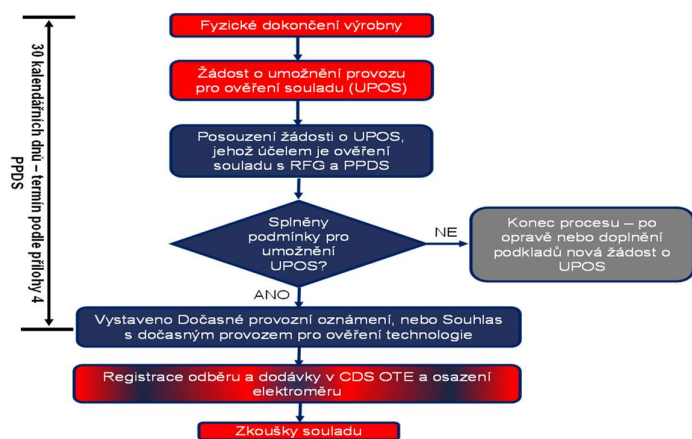 Fyzické dokončení výrobny
Žádost o umožnění provozu
pro ověření souladu (UPOS)
Posouzení žádosti o UPOS,
jehož účelem je ověření
souladu s RFG a PPDS
30 kalendářních dnů – termín podle přílohy 4
PPDS
Splněny
podmínky pro
umožnění
UPOS?
NE
Konec procesu – po
opravě nebo doplnění
podkladů nová žádost o
UPOS
ANO
Vystaveno Dočasné provozní oznámení, nebo Souhlas
s dočasným provozem pro ověření technologie
Registrace odběru a dodávky v CDS OTE a osazení
elektroměru
Zkoušky souladu